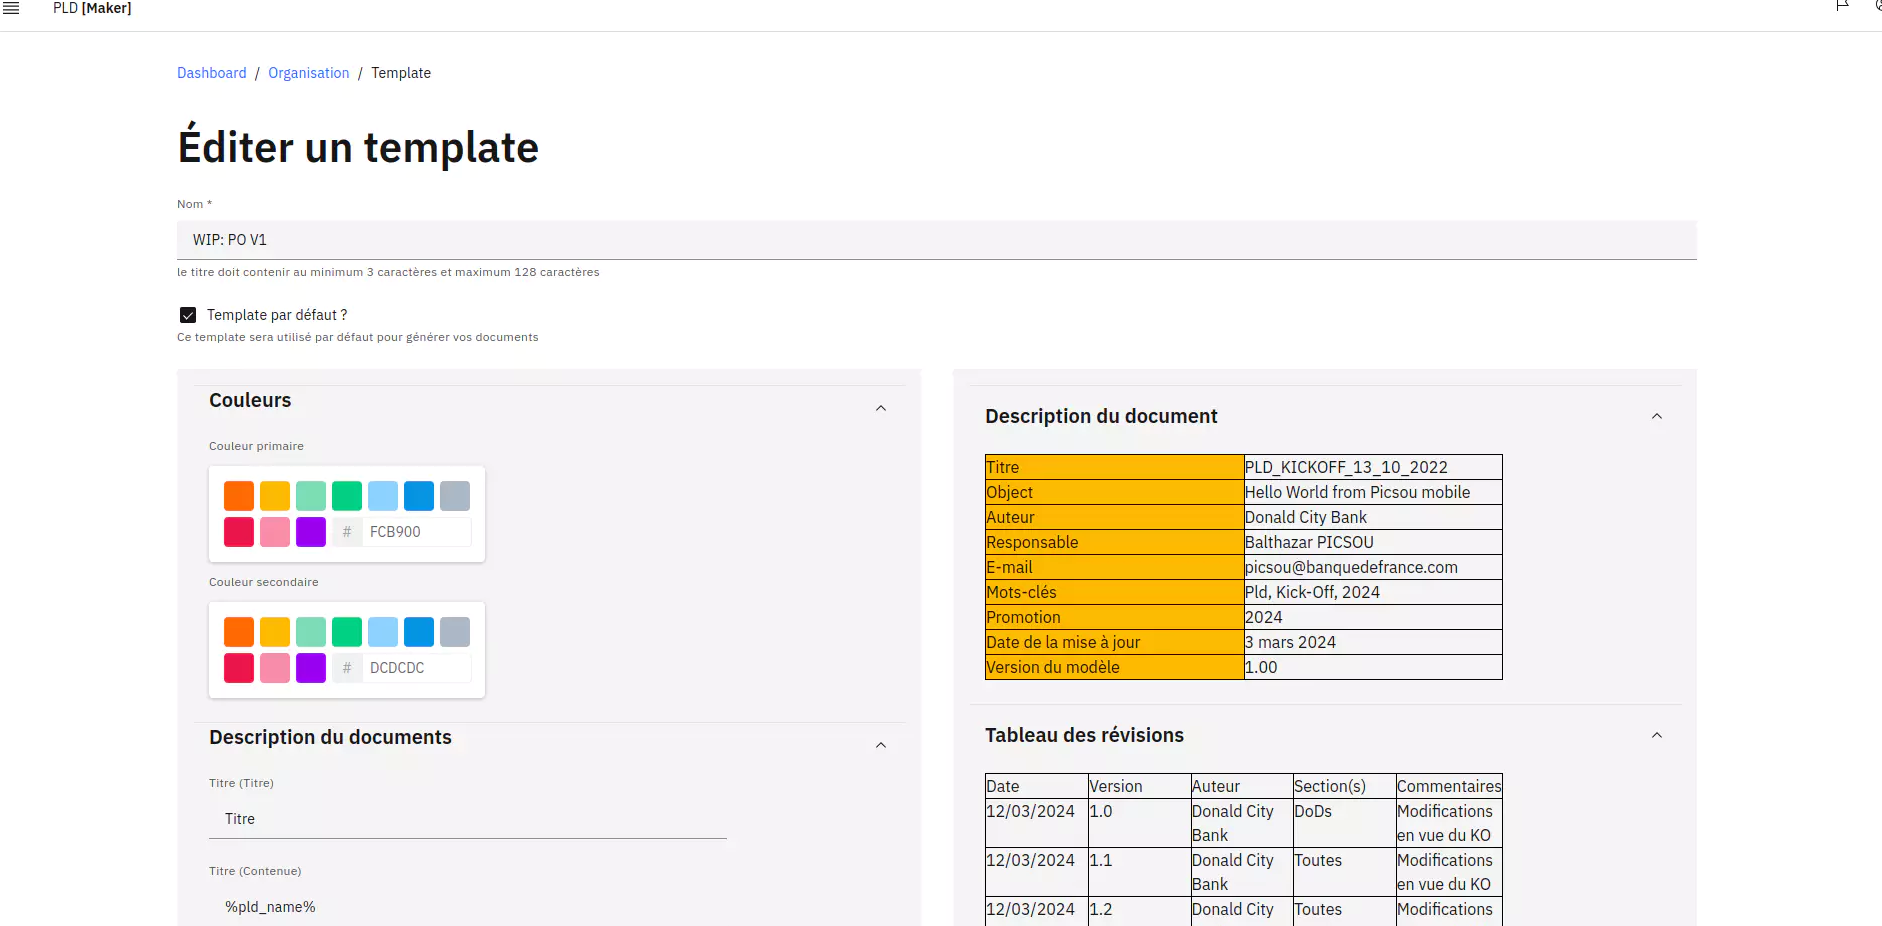 PLD [Maker]
Dashboard / Organisation / Template
Éditer un template
Nom *
WIP: PO V1
le titre doit contenir au minimum 3 caractères et maximum 128 caractères
Template par défaut ?
Ce template sera utilisé par défaut pour générer vos documents
Couleurs
Couleur primaire
# FCB900
Couleur secondaire
# DCDCDC
Description du documents
Titre (Titre)
Titre
Titre (Contenue)
%pld_name%
Description du document
Titre PLD_KICKOFF_13_10_2022
Object Hello World from Picsou mobile
Auteur Donald City Bank
Responsable Balthazar PICSOU
E-mail picsou@banquedefrance.com
Mots-clés Pld, Kick-Off, 2024
Promotion 2024
Date de la mise à jour 3 mars 2024
Version du modèle 1.00
Tableau des révisions
Date Version Auteur Section(s) Commentaires
12/03/2024 1.0 Donald City DoDs Modifications
Bank en vue du KO
12/03/2024 1.1 Donald City Toutes Modifications
Bank en vue du KO
12/03/2024 1.2 Donald City Toutes Modifications